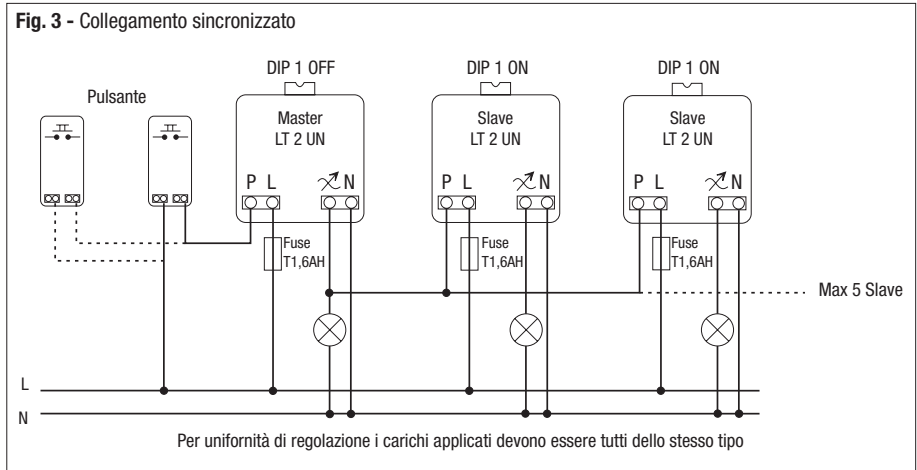 Fig. 3 - Collegamento sincronizzato
DIP 1 OFF
DIP 1 ON
DIP 1 ON
Pulsante
Master
LT 2 UN
Slave
LT 2 UN
Slave
LT 2 UN
P L N
P L N
P L N
Fuse
T1,6AH
Fuse
T1,6AH
Fuse
T1,6AH
Max 5 Slave
L
N
Per unifornità di regolazione i carichi applicati devono essere tutti dello stesso tipo